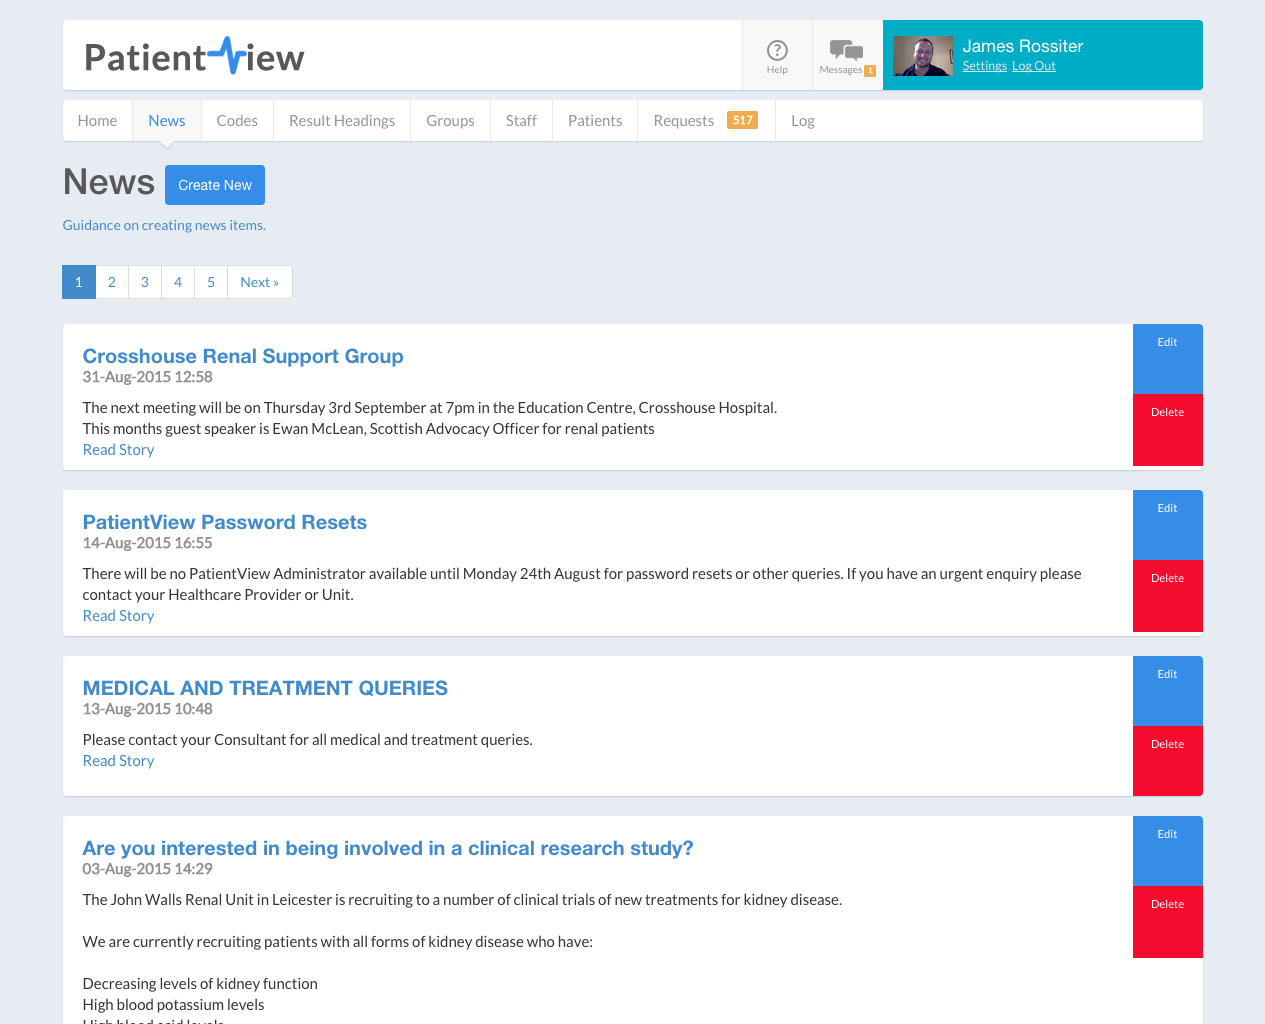 Patient iew
Help
Messages 1
James Rossiter
Settings Log Out
Home News Codes Result Headings Groups Staff Patients Requests 517 Log
News
Create New
Guidance on creating news items.
1 2 3 4 5 Next »
Crosshouse Renal Support Group
31-Aug-2015 12:58
The next meeting will be on Thursday 3rd September at 7pm in the Education Centre, Crosshouse Hospital.
This months guest speaker is Ewan McLean, Scottish Advocacy Officer for renal patients
Read Story
Edit
Delete
PatientView Password Resets
14-Aug-2015 16:55
There will be no PatientView Administrator available until Monday 24th August for password resets or other queries. If you have an urgent enquiry please
contact your Healthcare Provider or Unit.
Read Story
Edit
Delete
MEDICAL AND TREATMENT QUERIES
13-Aug-2015 10:48
Please contact your Consultant for all medical and treatment queries.
Read Story
Edit
Delete
Are you interested in being involved in a clinical research study?
03-Aug-2015 14:29
The John Walls Renal Unit in Leicester is recruiting to a number of clinical trials of new treatments for kidney disease.
We are currently recruiting patients with all forms of kidney disease who have:
Decreasing levels of kidney function
High blood potassium levels
High blood acid levels
Edit
Delete